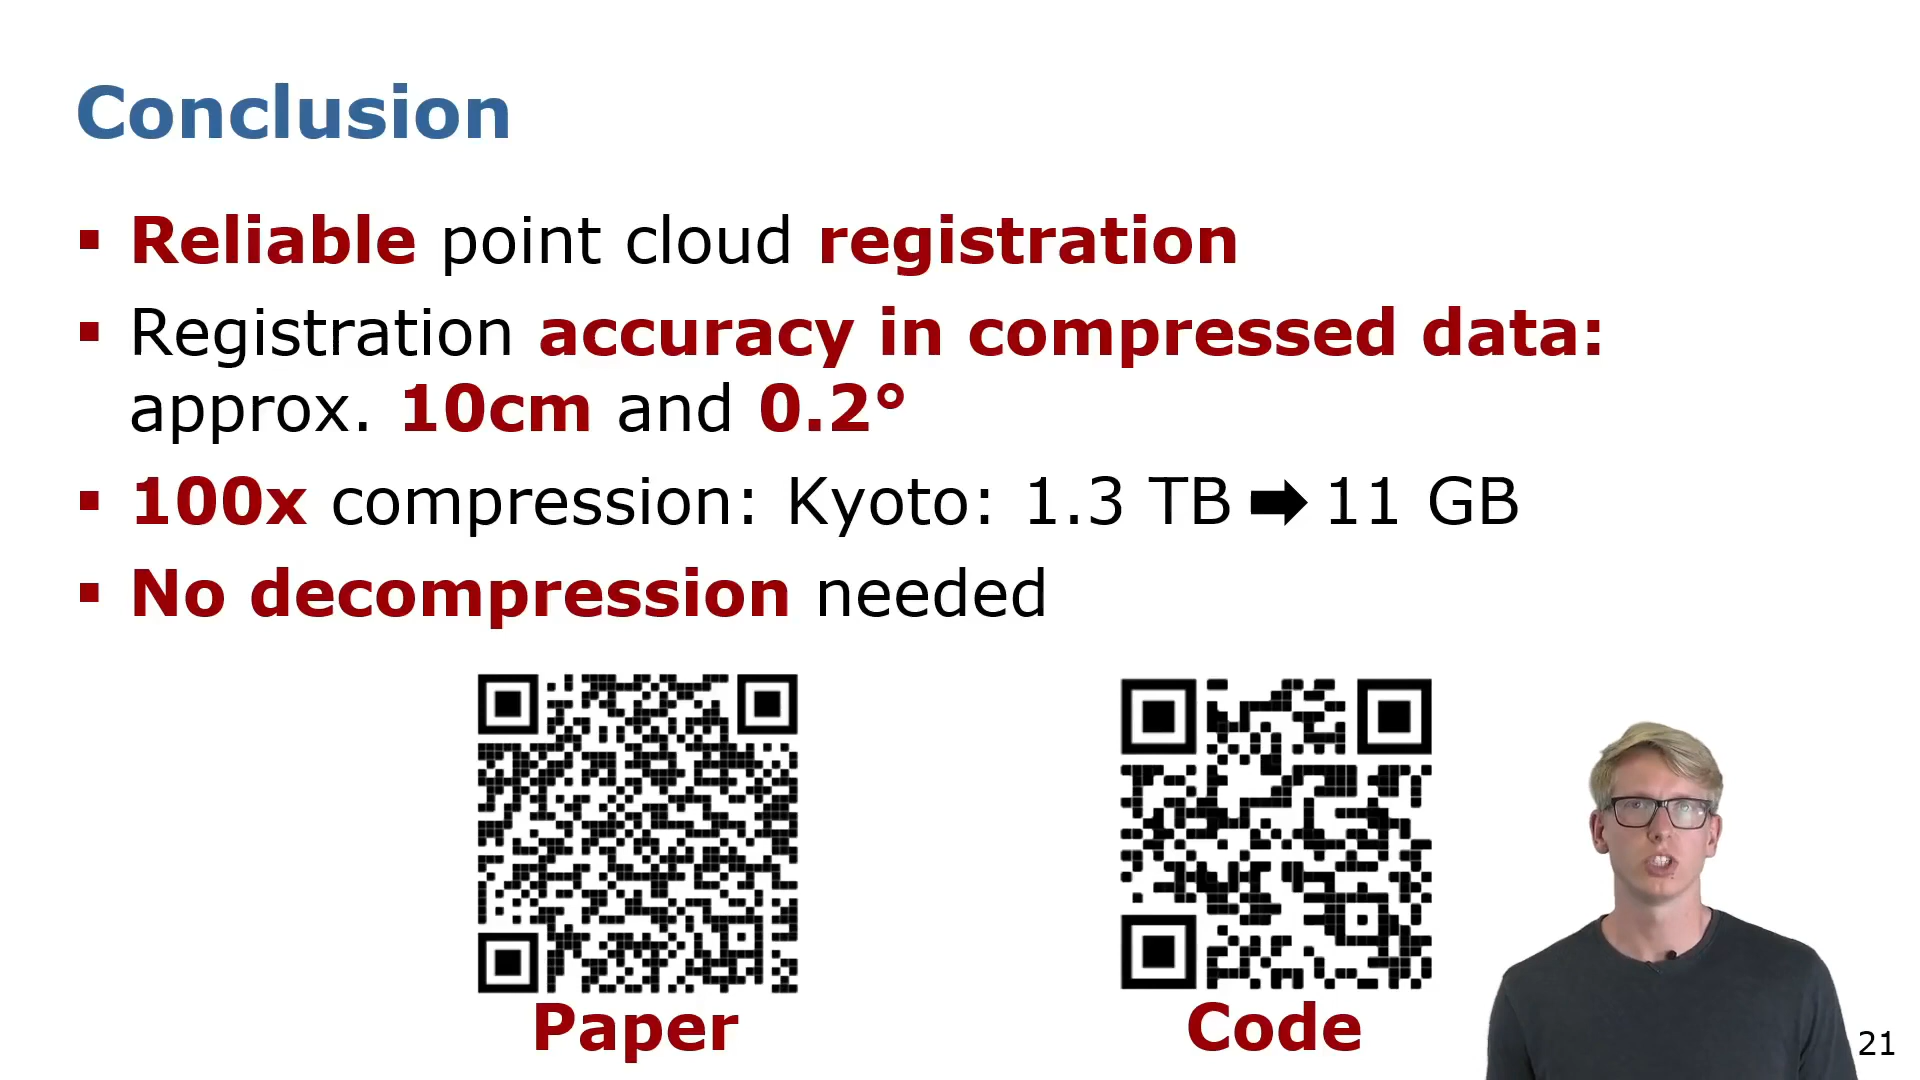 Conclusion
Reliable point cloud registration
Registration accuracy in compressed data:
approx. 10cm and 0.2°
100x compression: Kyoto: 1.3 TB ➡ 11 GB
No decompression needed
Paper
Code
21